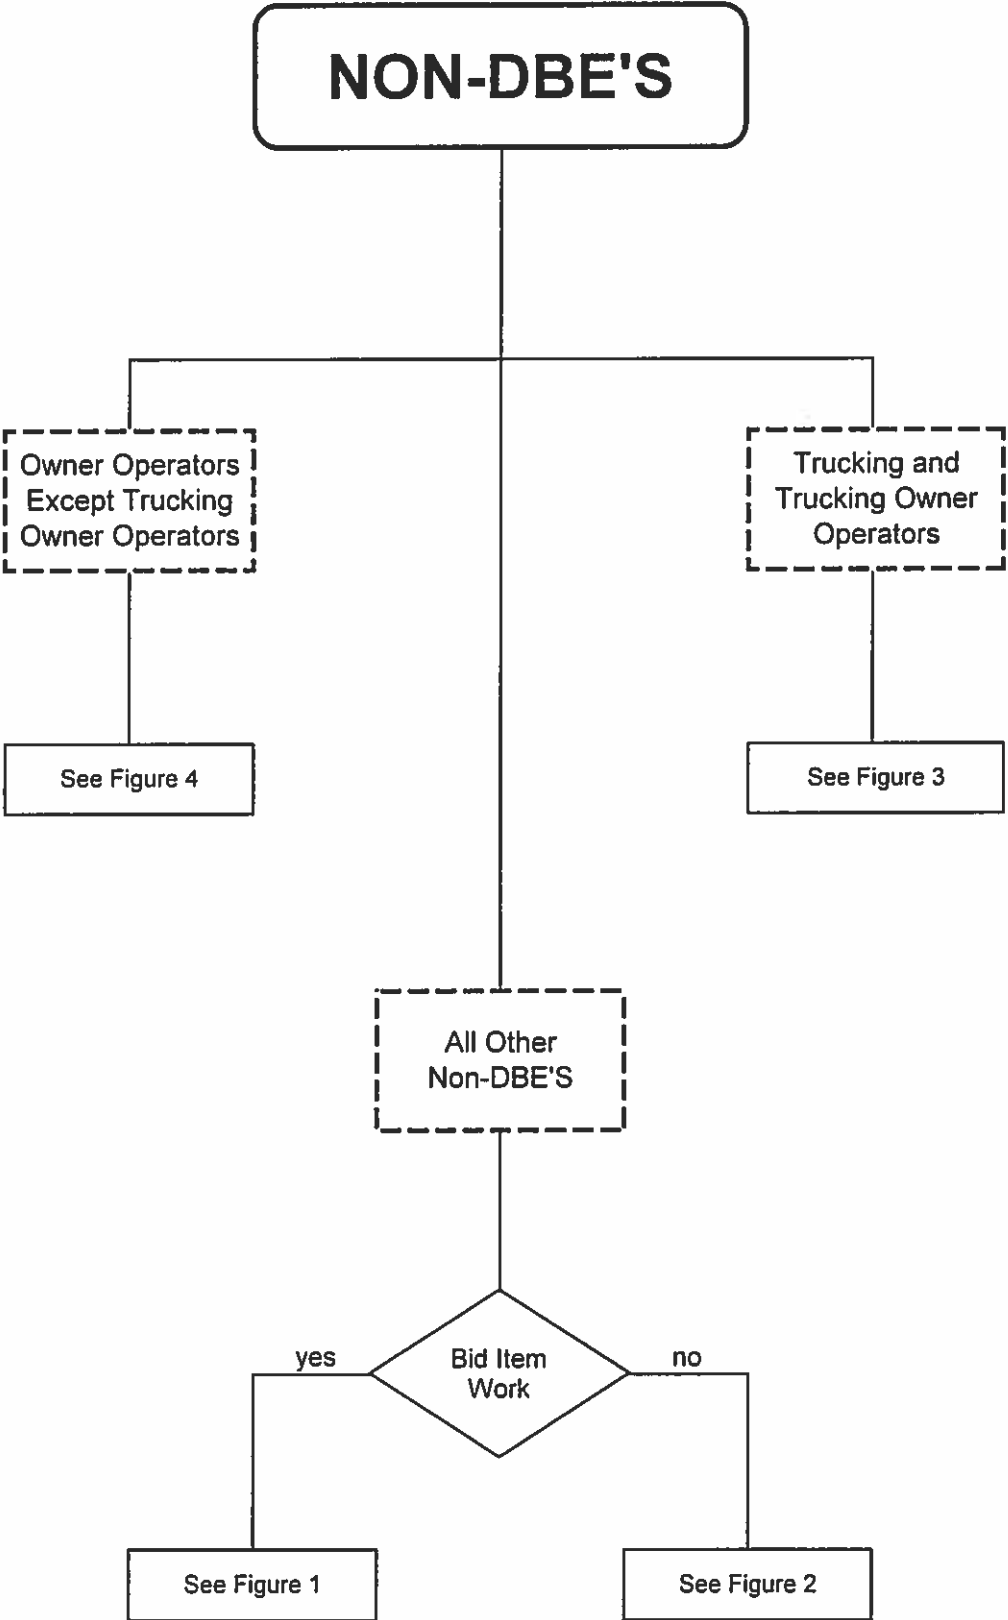 NON-DBE'S
Owner Operators
Except Trucking
Owner Operators
Trucking and
Trucking Owner
Operators
See Figure 4
See Figure 3
All Other
Non-DBE'S
yes
Bid Item
Work
no
See Figure 1
See Figure 2